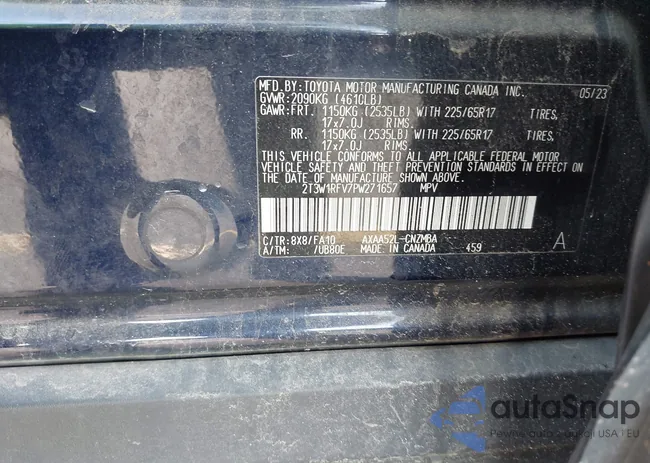 MFD.BY:TOYOTA MOTOR MANUFACTURING CANADA INC. 05/23
GVWR:2090KG (4610LB)
GAWR:FRT. 1150KG (2535LB) WITH 225/65R17 TIRES,
17x7.0J RIMS,
RR. 1150KG (2535LB) WITH 225/65R17 TIRES,
17x7.0J RIMS,
THIS VEHICLE CONFORMS TO ALL APPLICABLE FEDERAL MOTOR
VEHICLE SAFETY AND THEFT PREVENTION STANDARDS IN EFFECT ON
THE DATE OF MANUFACTURE SHOWN ABOVE.
2T3W1RFV7PW271657 MPV
C/TR:8X8/FA10 AXAA52L-CNZMBA A
A/TM: /UB80E MADE IN CANADA 459
autaSnap
USA i EU